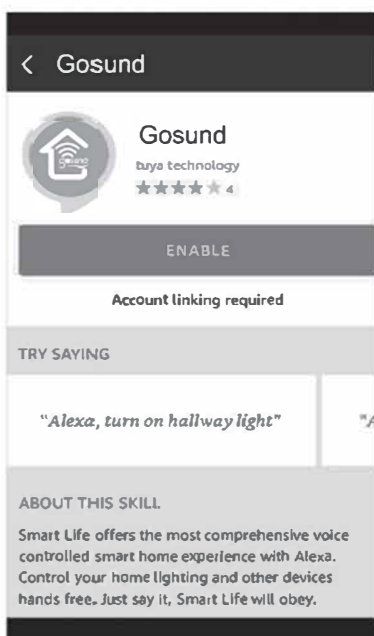 < Gosund
gosund
Gosund
tuya technology
4
ENABLE
Account linking required
TRY SAYING
"Alexa, turn on hallway light"
"A
ABOUT THIS SKILL
Smart Life offers the most comprehensive voice
controlled smart home experience with Alexa.
Control your home lighting and other devices
hands free. Just say it, Smart Life will obey.